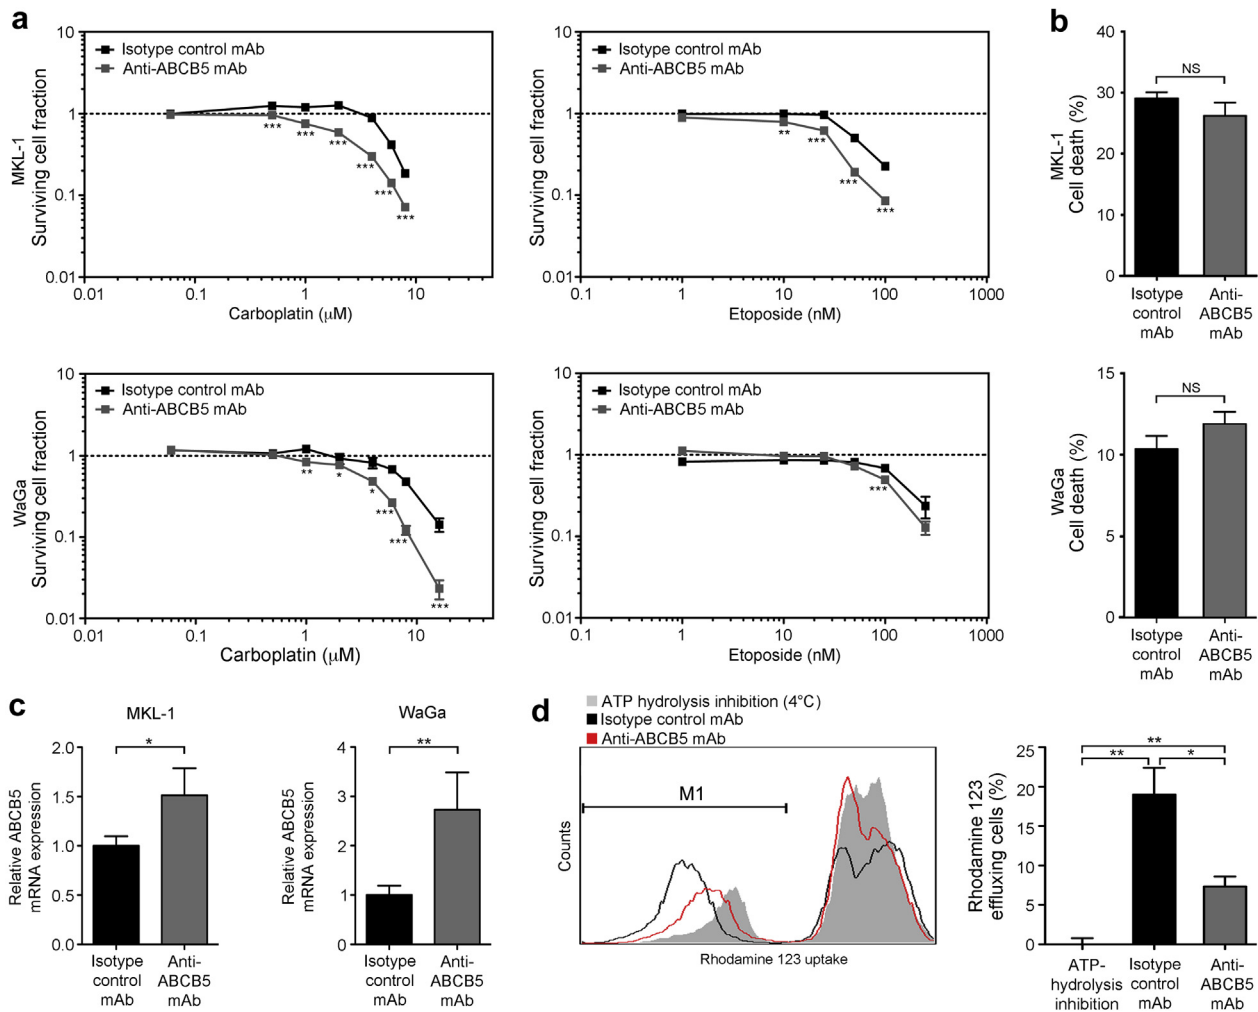 a
10
1
0.1
0.01
MKL-1
Surviving cell fraction
Isotype control mAb
Anti-ABCB5 mAb
***
***
***
***
***
***
0.01
0.1
1
10
Carboplatin (μM)
10
1
0.1
0.01
Surviving cell fraction
Isotype control mAb
Anti-ABCB5 mAb
**
***
***
***
0.1
1
10
100
1000
Etoposide (nM)
b
40
30
20
10
0
MKL-1
Cell death (%)
NS
Isotype
control
mAb
Anti-
ABCB5
mAb
10
1
0.1
0.01
WaGa
Surviving cell fraction
Isotype control mAb
Anti-ABCB5 mAb
**
*
*
***
***
***
0.01
0.1
1
10
Carboplatin (μM)
10
1
0.1
0.01
Surviving cell fraction
Isotype control mAb
Anti-ABCB5 mAb
***
0.1
1
10
100
1000
Etoposide (nM)
15
10
5
0
WaGa
Cell death (%)
NS
Isotype
control
mAb
Anti-
ABCB5
mAb
c
MKL-1
2.0
1.5
1.0
0.5
0.0
Relative ABCB5
mRNA expression
*
Isotype
control
mAb
Anti-
ABCB5
mAb
WaGa
4
3
2
1
0
Relative ABCB5
mRNA expression
**
Isotype
control
mAb
Anti-
ABCB5
mAb
d
ATP hydrolysis inhibition (4°C)
Isotype control mAb
Anti-ABCB5 mAb
M1
Counts
Rhodamine 123 uptake
25
20
15
10
5
0
Rhodamine 123
effluxing cells (%)
**
**
*
ATP-
hydrolysis
inhibition
Isotype
control
mAb
Anti-
ABCB5
mAb